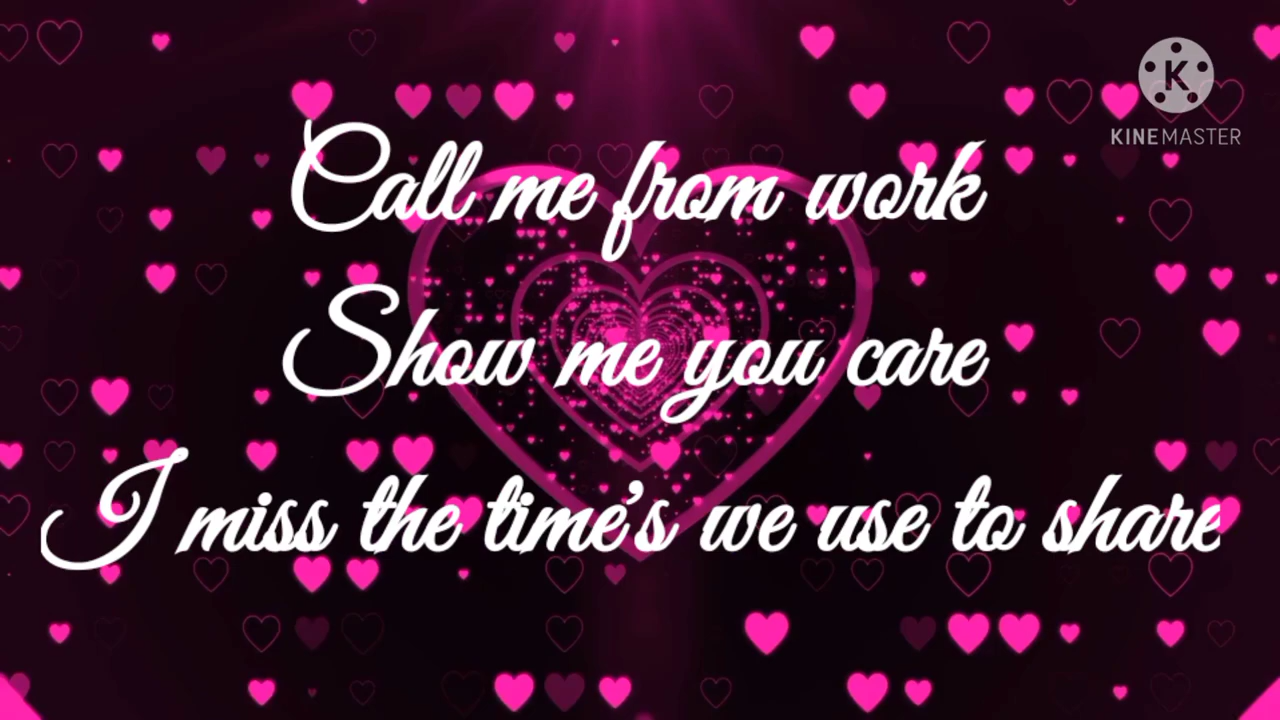 K
KINEMASTER
Call me from work
Show me you care
I miss the time's we use to share